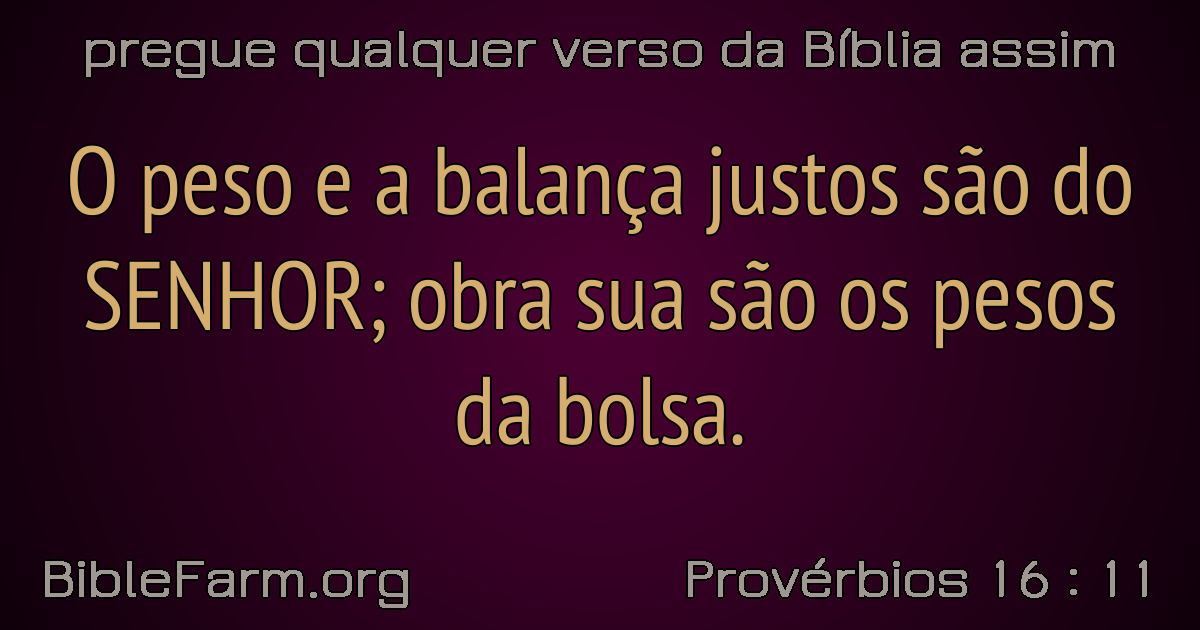 pregue qualquer verso da Bíblia assim
O peso e a balança justos são do
SENHOR; obra sua são os pesos
da bolsa.
BibleFarm.org
Provérbios 16 : 11